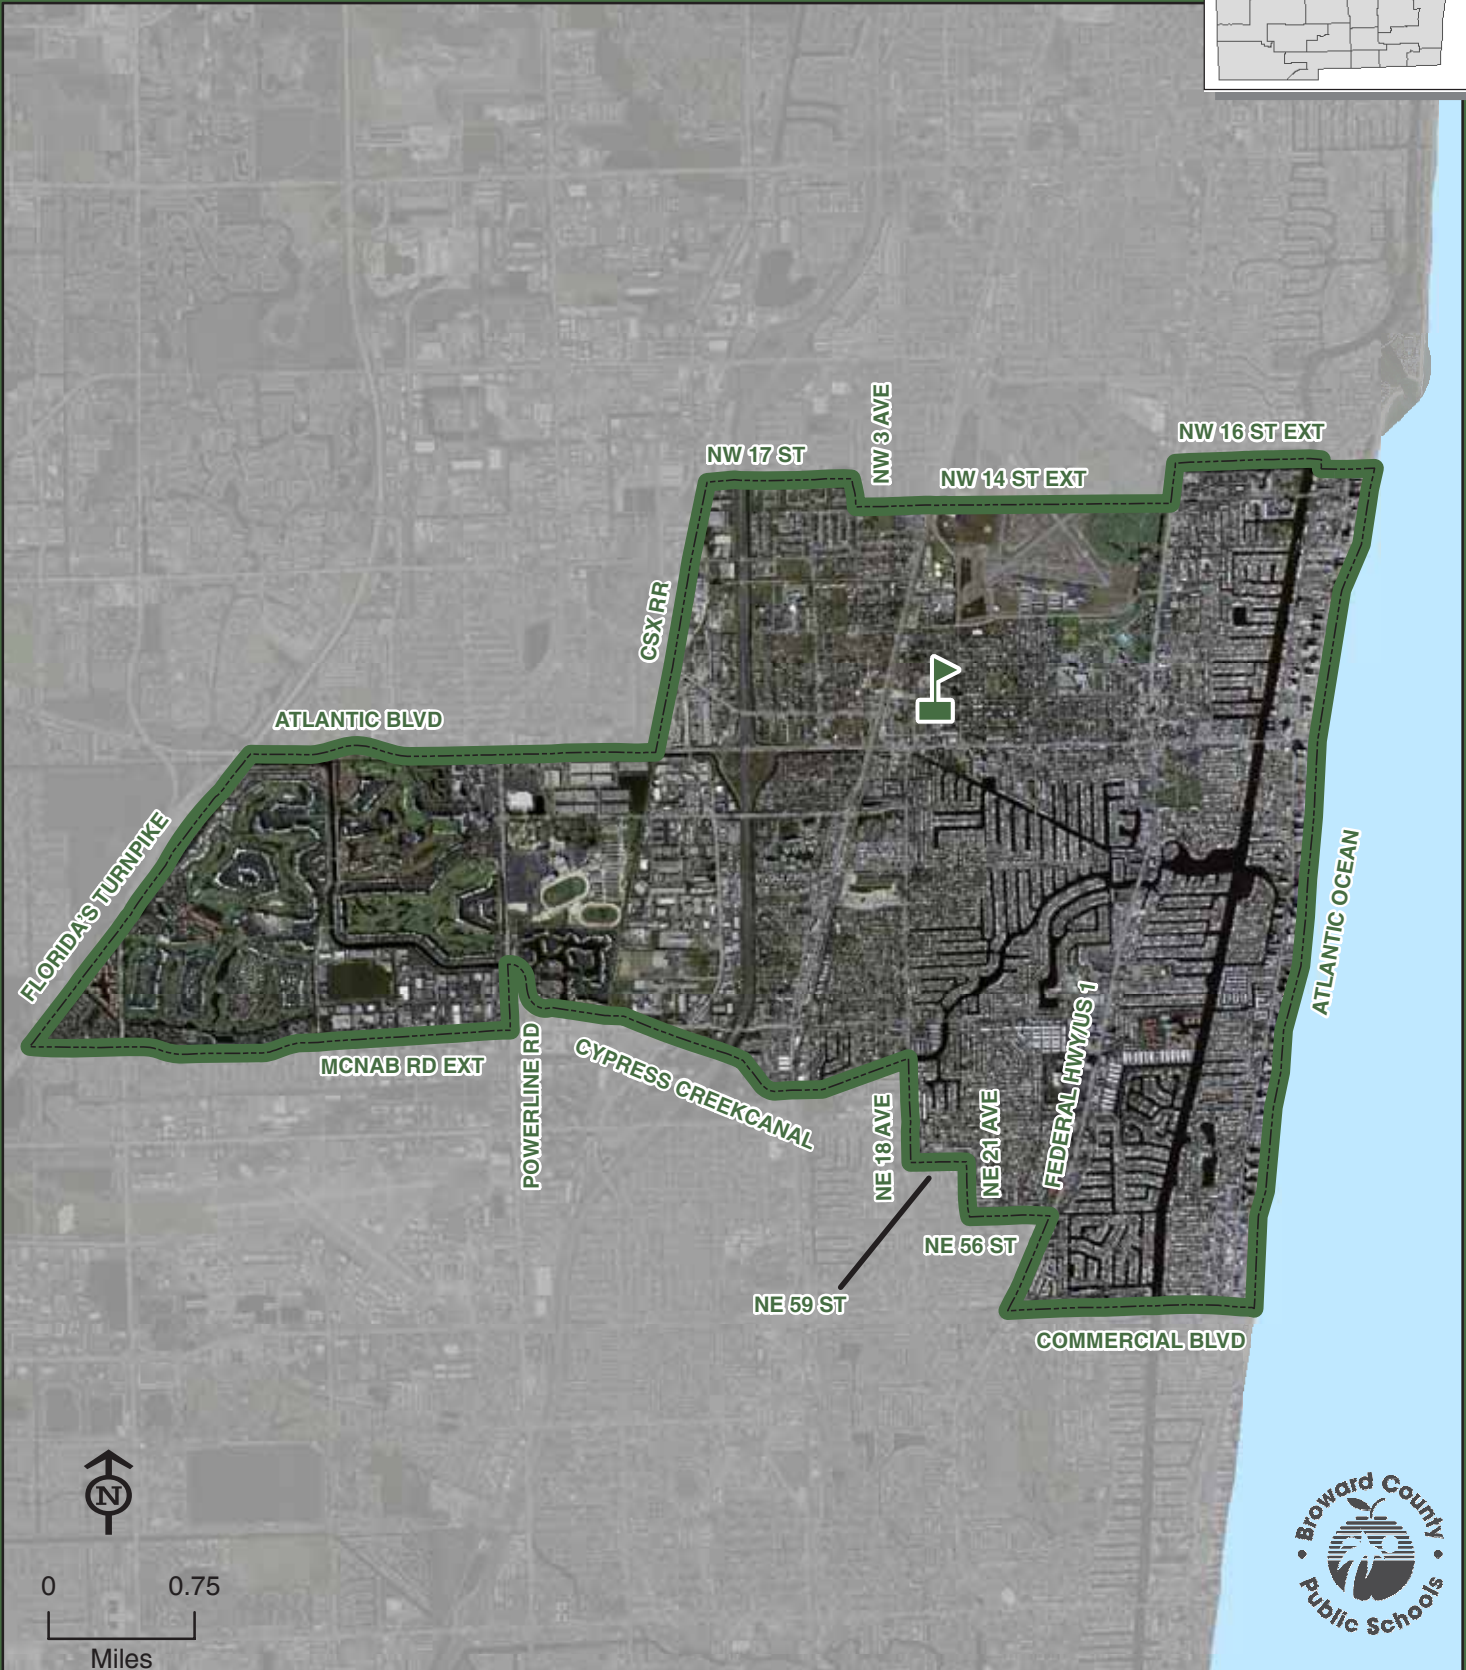 NW 3 AVE
NW 16 ST EXT
NW 17 ST
NW 14 ST EXT
CSX RR
ATLANTIC BLVD
FLORIDA'S TURNPIKE
ATLANTIC OCEAN
MCNAB RD EXT
POWERLINE RD
CYPRESS CREEKCANAL
NE 18 AVE
NE 21 AVE
FEDERAL HWY/US 1
NE 56 ST
NE 59 ST
COMMERCIAL BLVD
N
0 0.75
Miles
Broward County
• Public Schools •